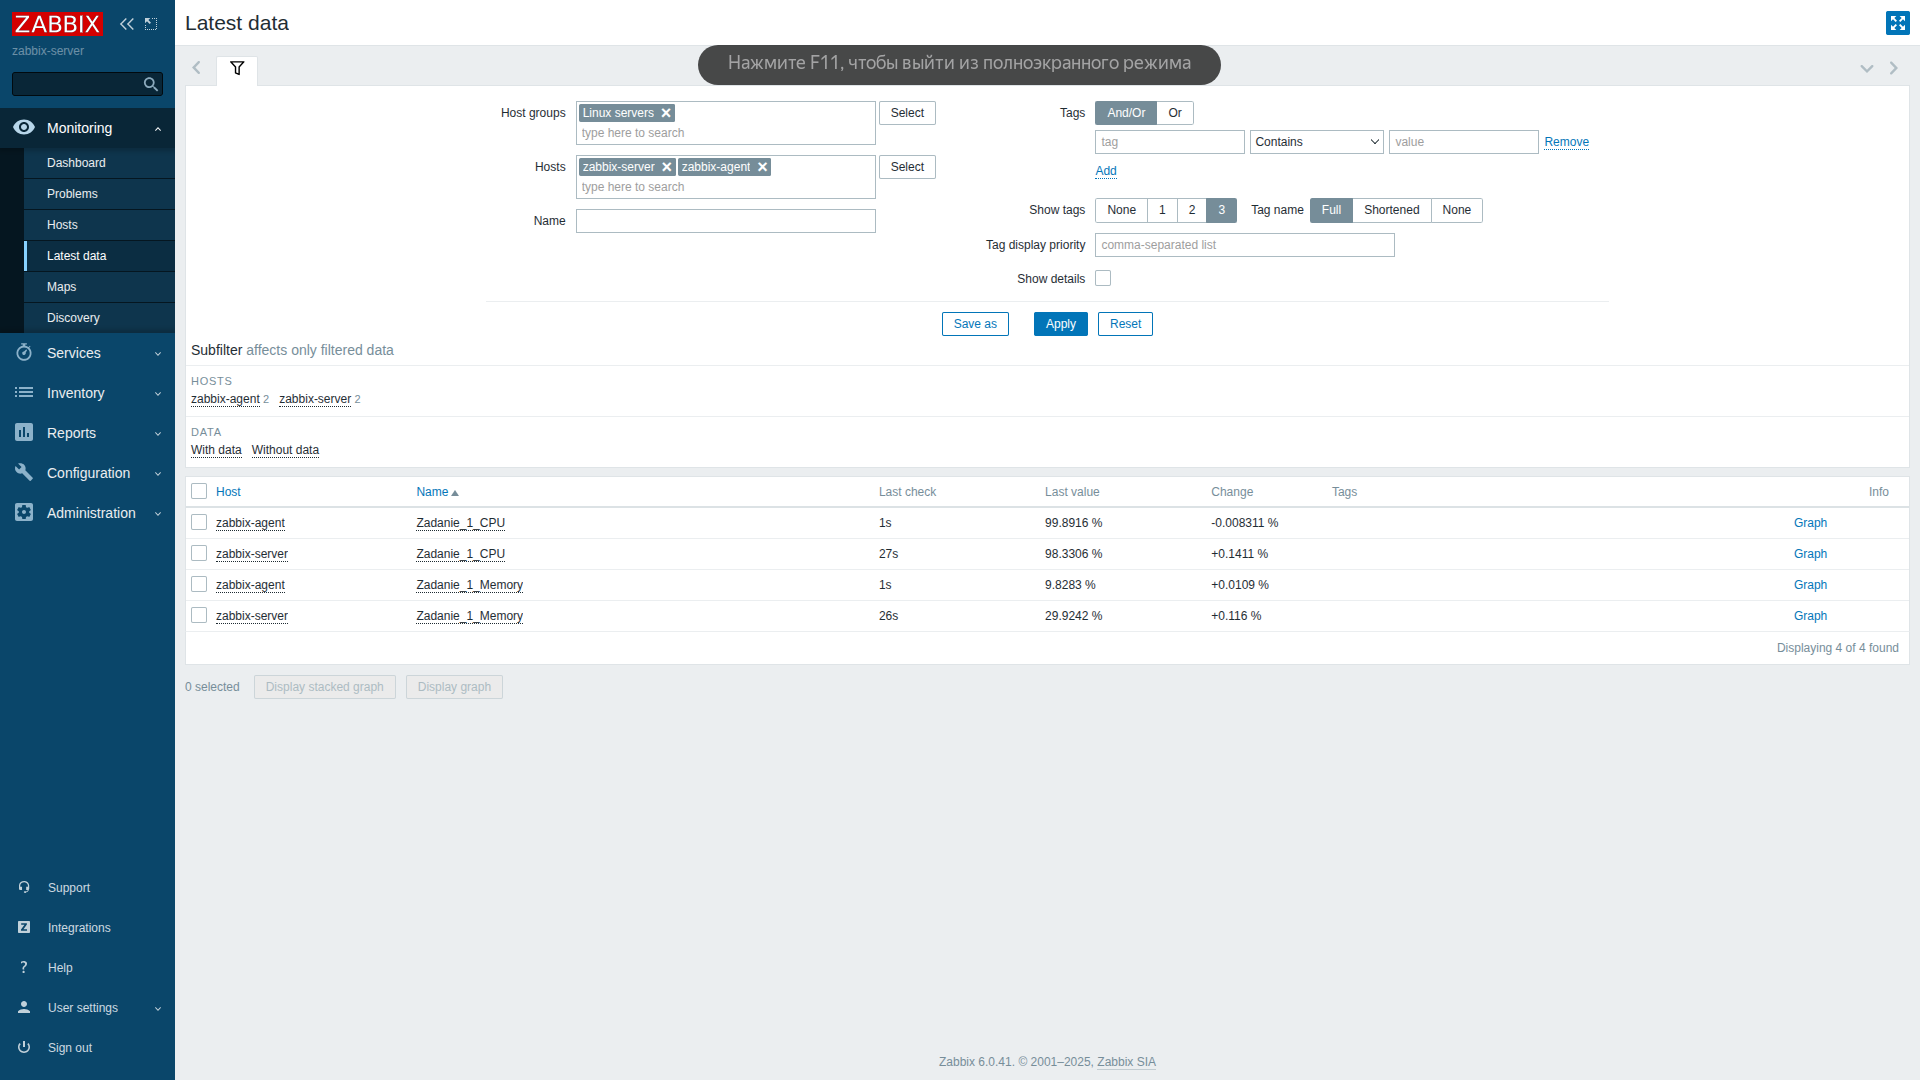 ZABBIX
zabbix-server
Monitoring
Dashboard
Problems
Hosts
Latest data
Maps
Discovery
Services
Inventory
Reports
Configuration
Administration
Support
Integrations
Help
User settings
Sign out
Latest data
Нажмите F11, чтобы выйти из полноэкранного режима
Host groups Linux servers Select
type here to search
Hosts zabbix-server zabbix-agent Select
type here to search
Name
Tags And/Or Or
tag Contains value Remove
Add
Show tags None 1 2 3 Tag name Full Shortened None
Tag display priority comma-separated list
Show details
Save as Apply Reset
Subfilter affects only filtered data
HOSTS
zabbix-agent 2 zabbix-server 2
DATA
With data Without data
Host Name Last check Last value Change Tags Info
zabbix-agent Zadanie_1_CPU 1s 99.8916 % -0.008311 % Graph
zabbix-server Zadanie_1_CPU 27s 98.3306 % +0.1411 % Graph
zabbix-agent Zadanie_1_Memory 1s 9.8283 % +0.0109 % Graph
zabbix-server Zadanie_1_Memory 26s 29.9242 % +0.116 % Graph
Displaying 4 of 4 found
0 selected Display stacked graph Display graph
Zabbix 6.0.41. © 2001–2025, Zabbix SIA